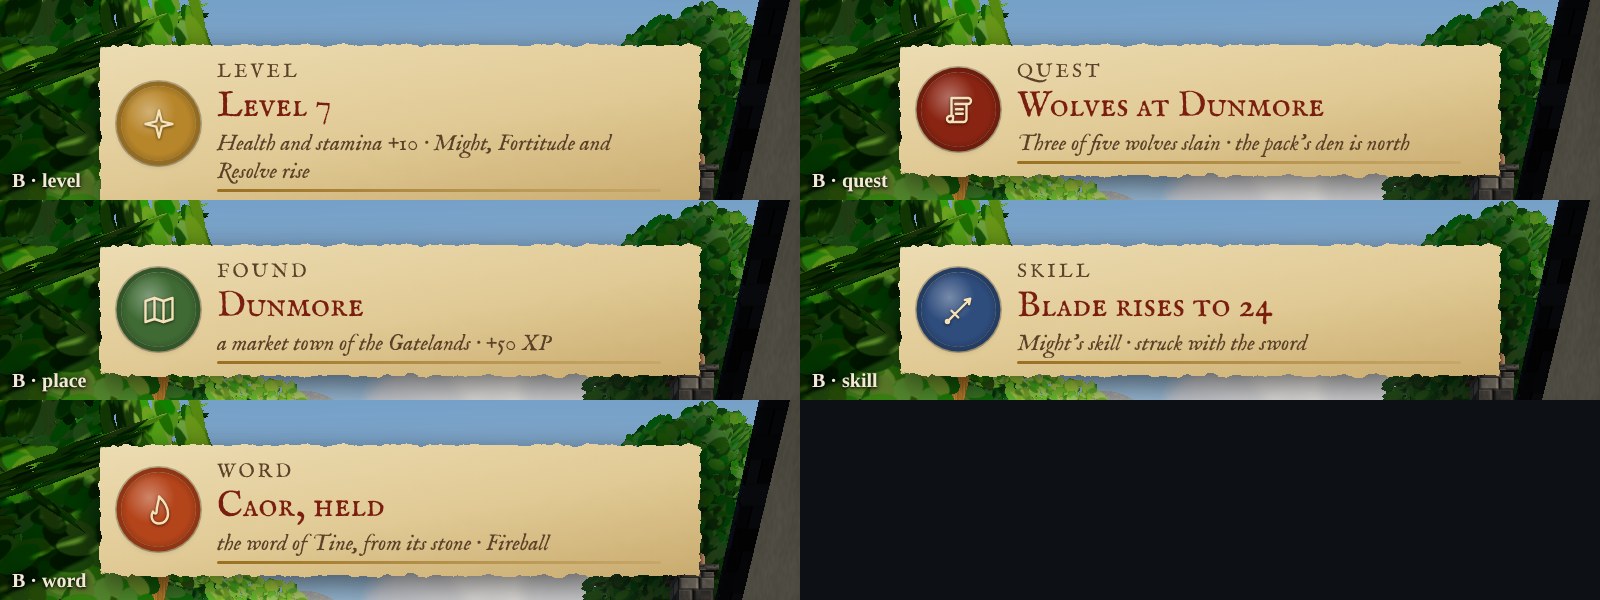 LEVEL
Level 7
Health and stamina +10 · Might, Fortitude and
Resolve rise
B · level
QUEST
Wolves at Dunmore
Three of five wolves slain · the pack's den is north
B · quest
FOUND
Dunmore
a market town of the Gatelands · +50 XP
B · place
SKILL
Blade rises to 24
Might's skill · struck with the sword
B · skill
WORD
Caor, held
the word of Tine, from its stone · Fireball
B · word